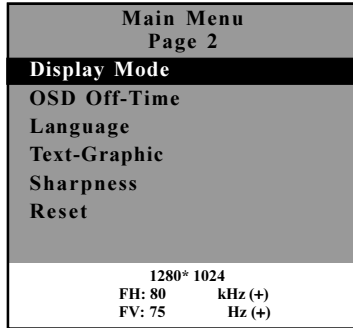 Main Menu
Page 2
Display Mode
OSD Off-Time
Language
Text-Graphic
Sharpness
Reset
1280* 1024
FH: 80 kHz (+)
FV: 75 Hz (+)